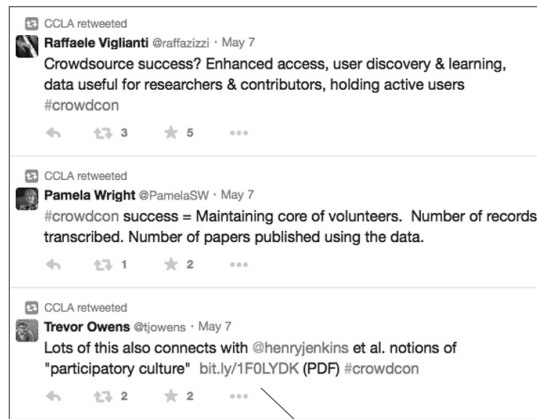 CCLA retweeted
Raffaele Viglianti @raffazizzi · May 7
Crowdsource success? Enhanced access, user discovery & learning,
data useful for researchers & contributors, holding active users
#crowdcon
3 5
CCLA retweeted
Pamela Wright @PamelaSW · May 7
#crowdcon success = Maintaining core of volunteers. Number of records
transcribed. Number of papers published using the data.
1 2
CCLA retweeted
Trevor Owens @tjowens · May 7
Lots of this also connects with @henryjenkins et al. notions of
"participatory culture" bit.ly/1F0LYDK (PDF) #crowdcon
2 2